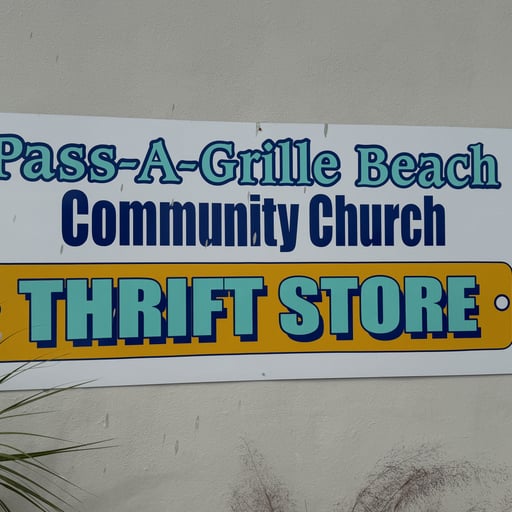 Pass-A-Grille Beach
Community Church
THRIFT STORE